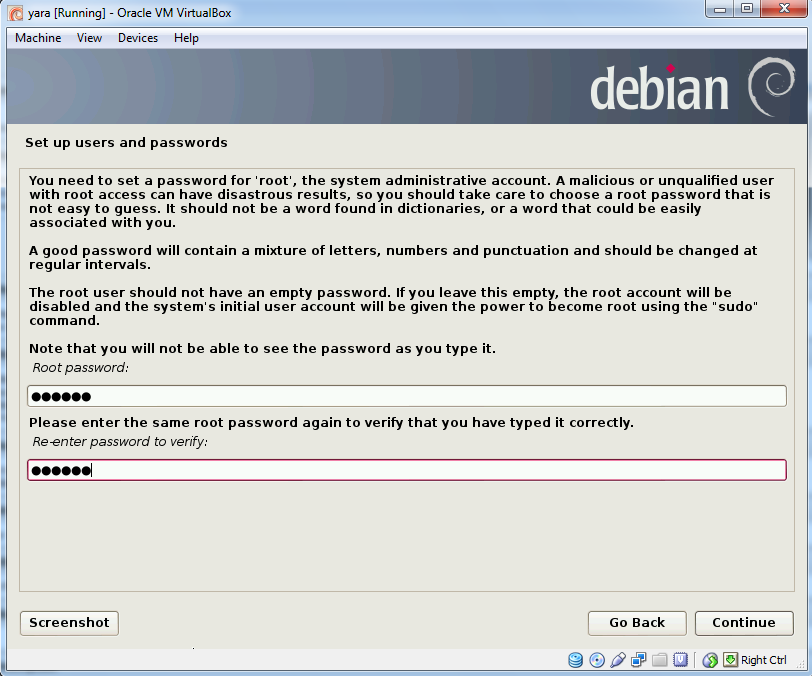 yara [Running] - Oracle VM VirtualBox
Machine View Devices Help
debian
Set up users and passwords
You need to set a password for 'root', the system administrative account. A malicious or unqualified user
with root access can have disastrous results, so you should take care to choose a root password that is
not easy to guess. It should not be a word found in dictionaries, or a word that could be easily
associated with you.
A good password will contain a mixture of letters, numbers and punctuation and should be changed at
regular intervals.
The root user should not have an empty password. If you leave this empty, the root account will be
disabled and the system's initial user account will be given the power to become root using the "sudo"
command.
Note that you will not be able to see the password as you type it.
Root password:
●●●●●●
Please enter the same root password again to verify that you have typed it correctly.
Re-enter password to verify:
●●●●●●
Screenshot Go Back Continue
Right Ctrl